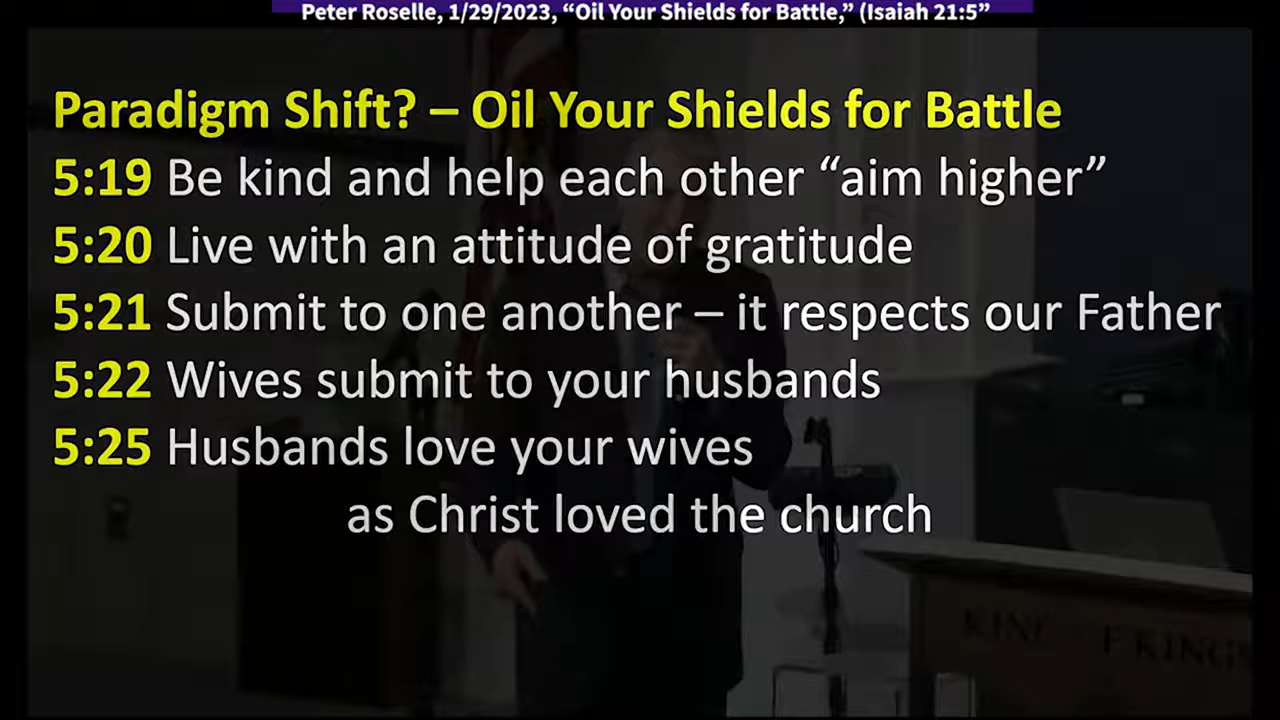 Peter Roselle, 1/29/2023, “Oil Your Shields for Battle,” (Isaiah 21:5”
Paradigm Shift? – Oil Your Shields for Battle
5:19 Be kind and help each other “aim higher”
5:20 Live with an attitude of gratitude
5:21 Submit to one another – it respects our Father
5:22 Wives submit to your husbands
5:25 Husbands love your wives
as Christ loved the church
KING OF KINGS